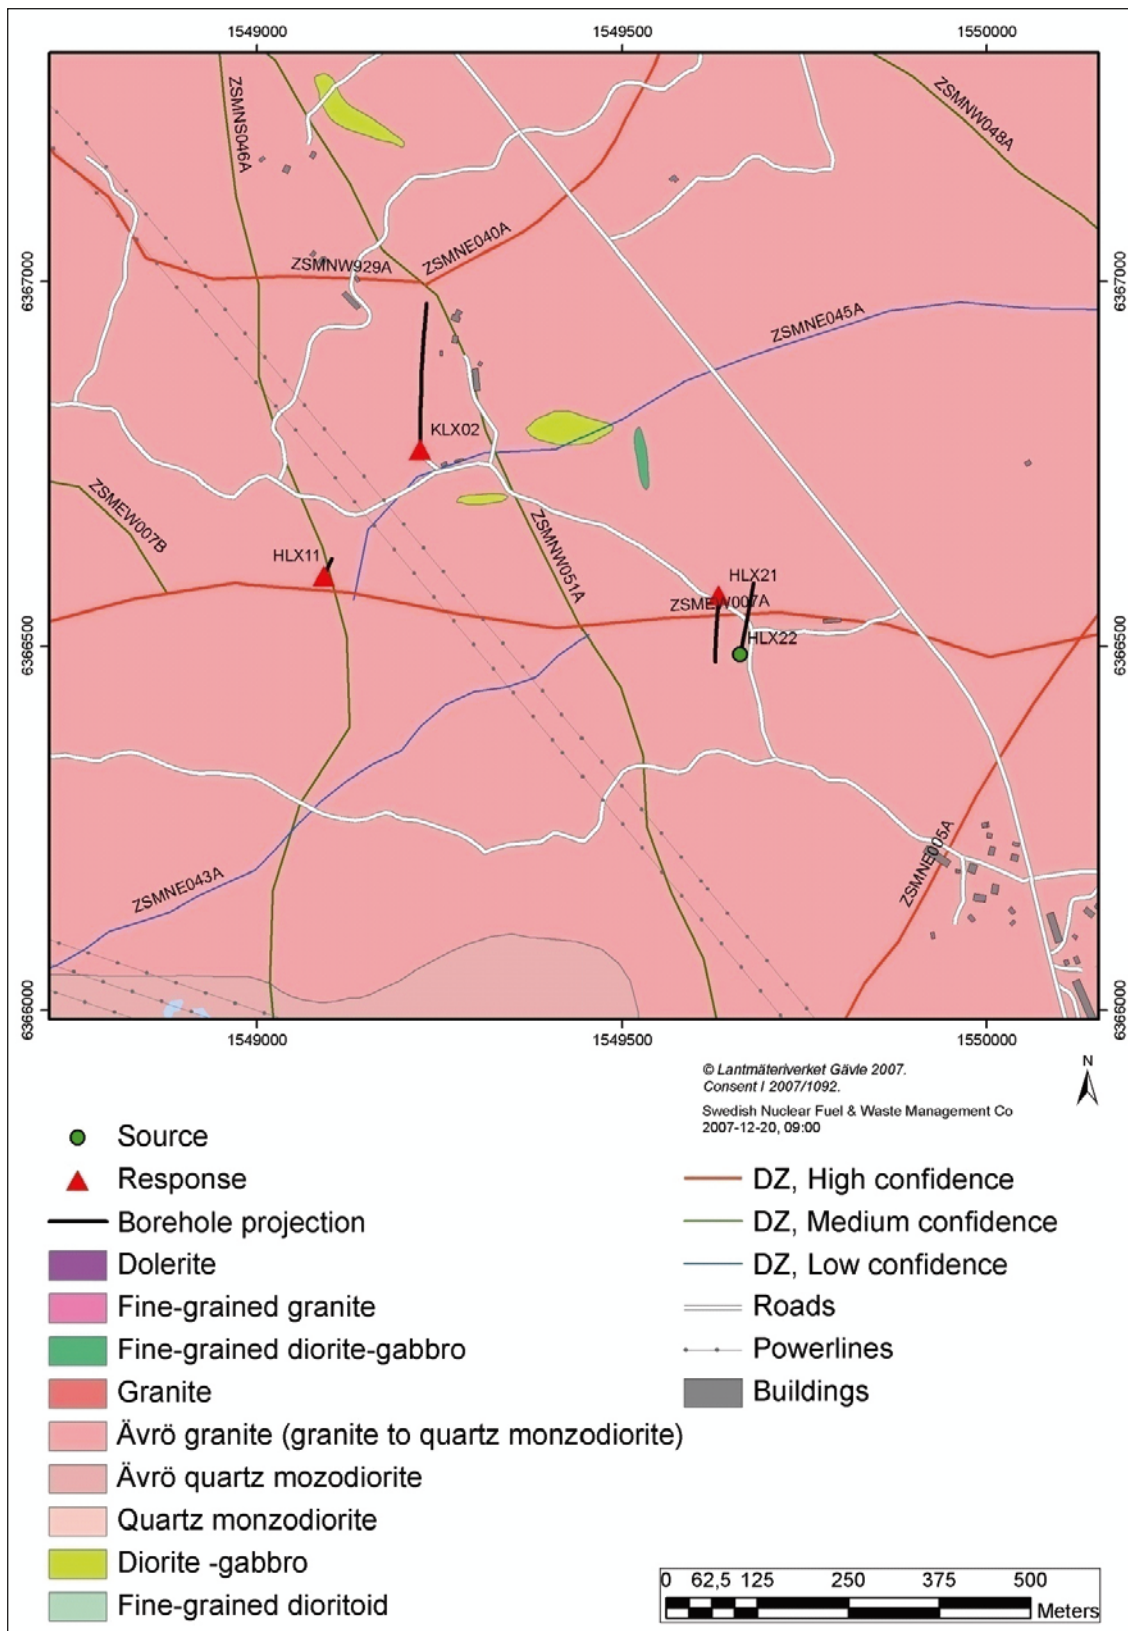 1549000 1549500 1550000
ZSMNS046A
ZSMNW048A
ZSMNE040A
ZSMNW929A
6367000 6367000
ZSMNE045A
KLX02
ZSMEW007B
ZSMNW051A
HLX11
HLX21
ZSMEW007A
HLX22
6366500 6366500
ZSMNE005A
ZSMNE043A
6366000 6366000
1549000 1549500 1550000
© Lantmäteriverket Gävle 2007.
Consent I 2007/1092.
Swedish Nuclear Fuel & Waste Management Co
2007-12-20, 09:00
N
Source
Response
Borehole projection
Dolerite
Fine-grained granite
Fine-grained diorite-gabbro
Granite
Ävrö granite (granite to quartz monzodiorite)
Ävrö quartz mozodiorite
Quartz monzodiorite
Diorite -gabbro
Fine-grained dioritoid
DZ, High confidence
DZ, Medium confidence
DZ, Low confidence
Roads
Powerlines
Buildings
0 62,5 125 250 375 500
Meters